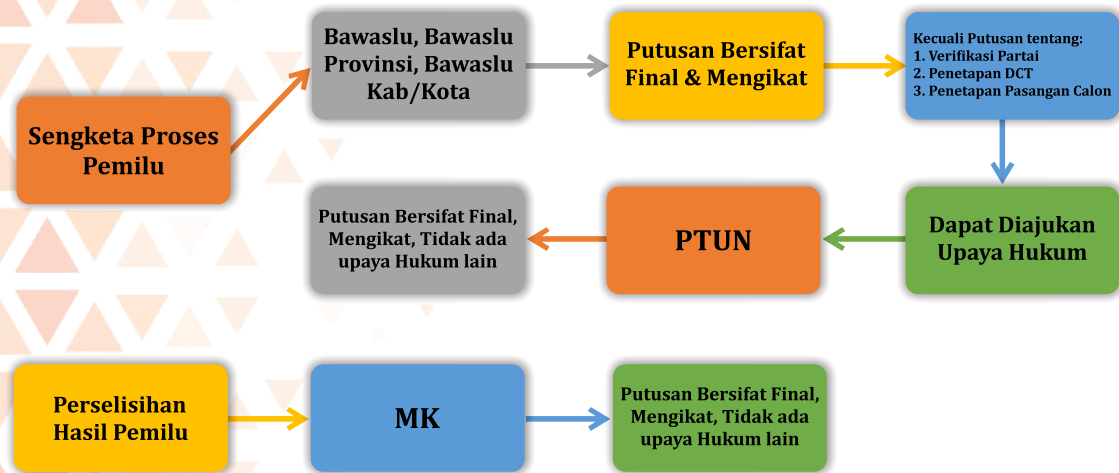 Sengketa Proses
Pemilu
Bawaslu, Bawaslu
Provinsi, Bawaslu
Kab/Kota
Putusan Bersifat
Final & Mengikat
Kecuali Putusan tentang:
1. Verifikasi Partai
2. Penetapan DCT
3. Penetapan Pasangan Calon
Dapat Diajukan
Upaya Hukum
PTUN
Putusan Bersifat Final,
Mengikat, Tidak ada
upaya Hukum lain
Perselisihan
Hasil Pemilu
MK
Putusan Bersifat Final,
Mengikat, Tidak ada
upaya Hukum lain